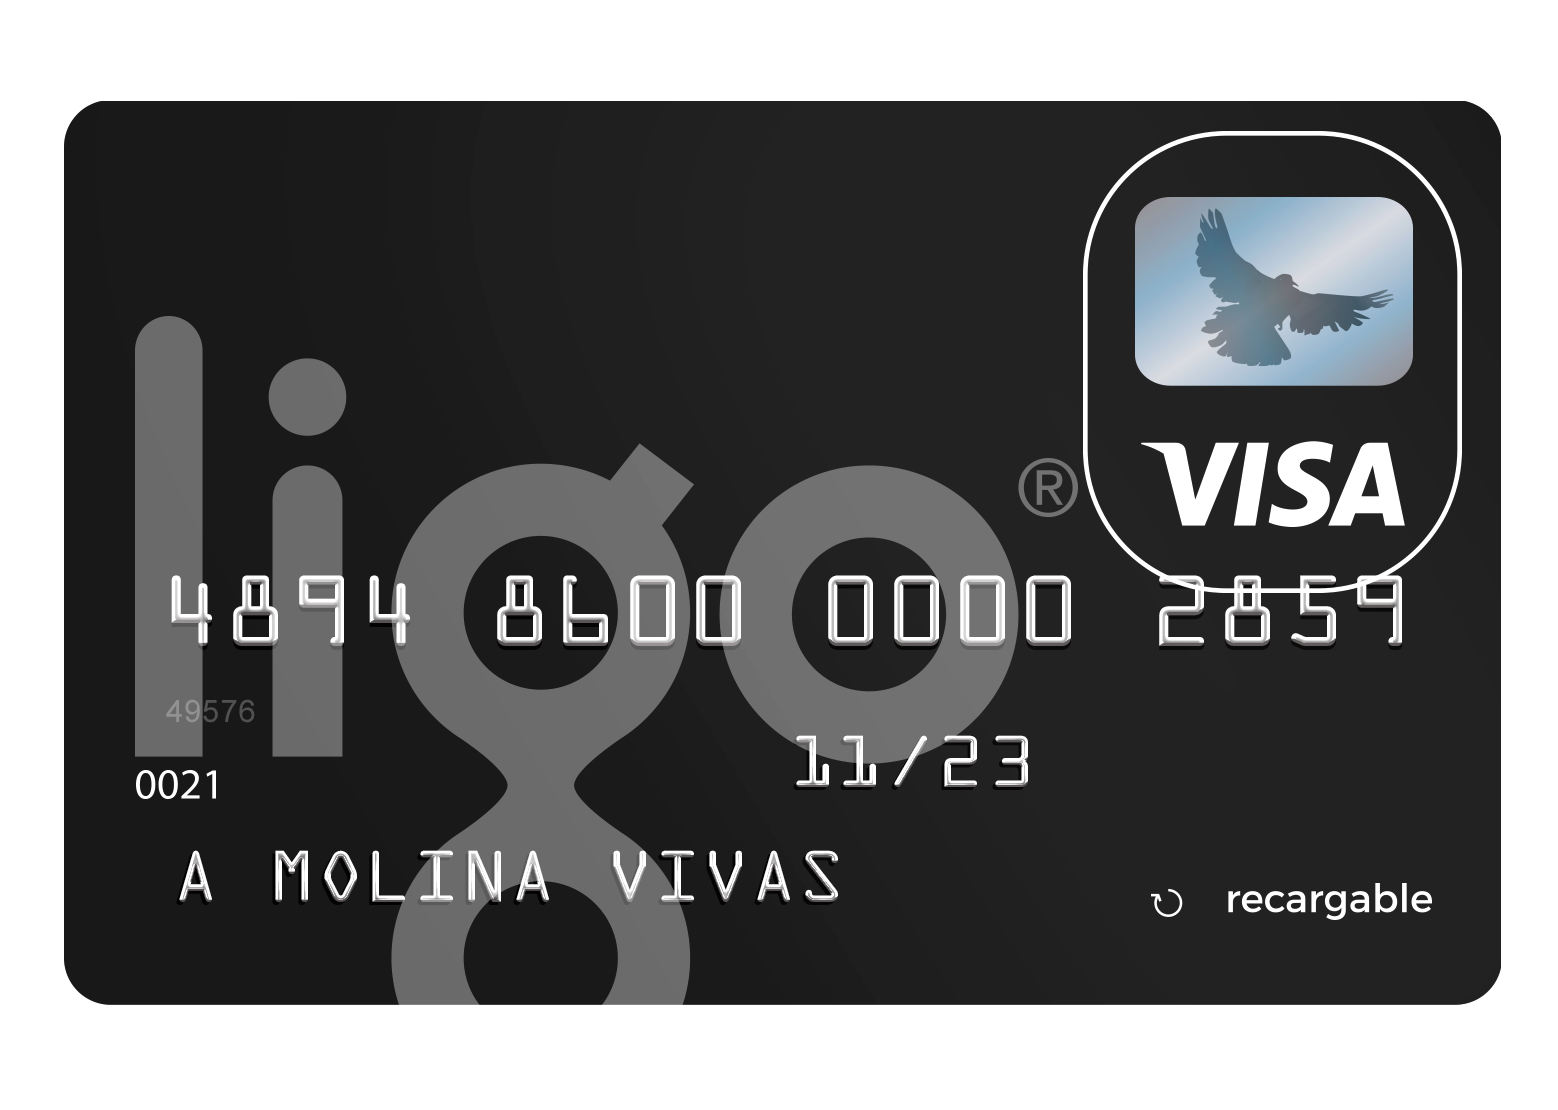 ligo®
VISA
4894 8600 0000 2859
49576
0021
11/23
A MOLINA VIVAS
recargable